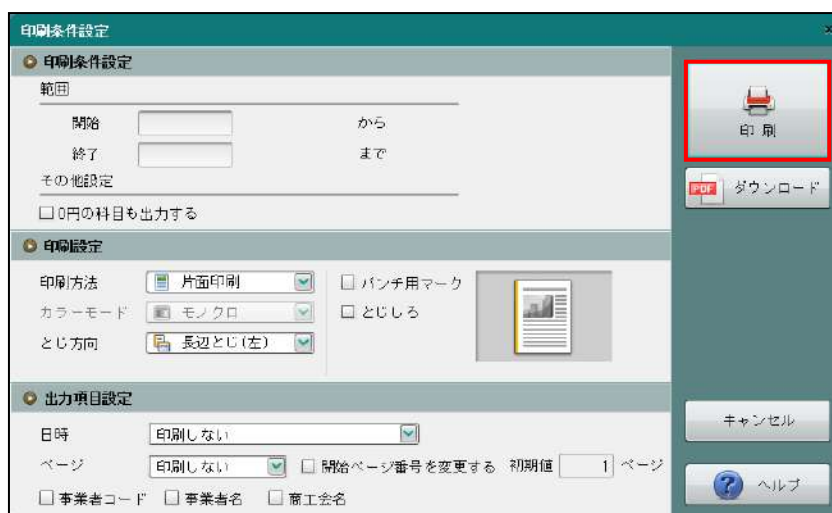 印刷条件設定
印刷条件設定
範囲
開始 から
終了 まで
その他設定
0円の科目も出力する
印刷設定
印刷方法 片面印刷 パンチ用マーク
カラーモード モノクロ とじしろ
とじ方向 長辺とじ(左)
出力項目設定
日時 印刷しない
ページ 印刷しない 開始ページ番号を変更する 初期値 1 ページ
事業者コード 事業者名 商工会名
印刷
PDF ダウンロード
キャンセル
? ヘルプ